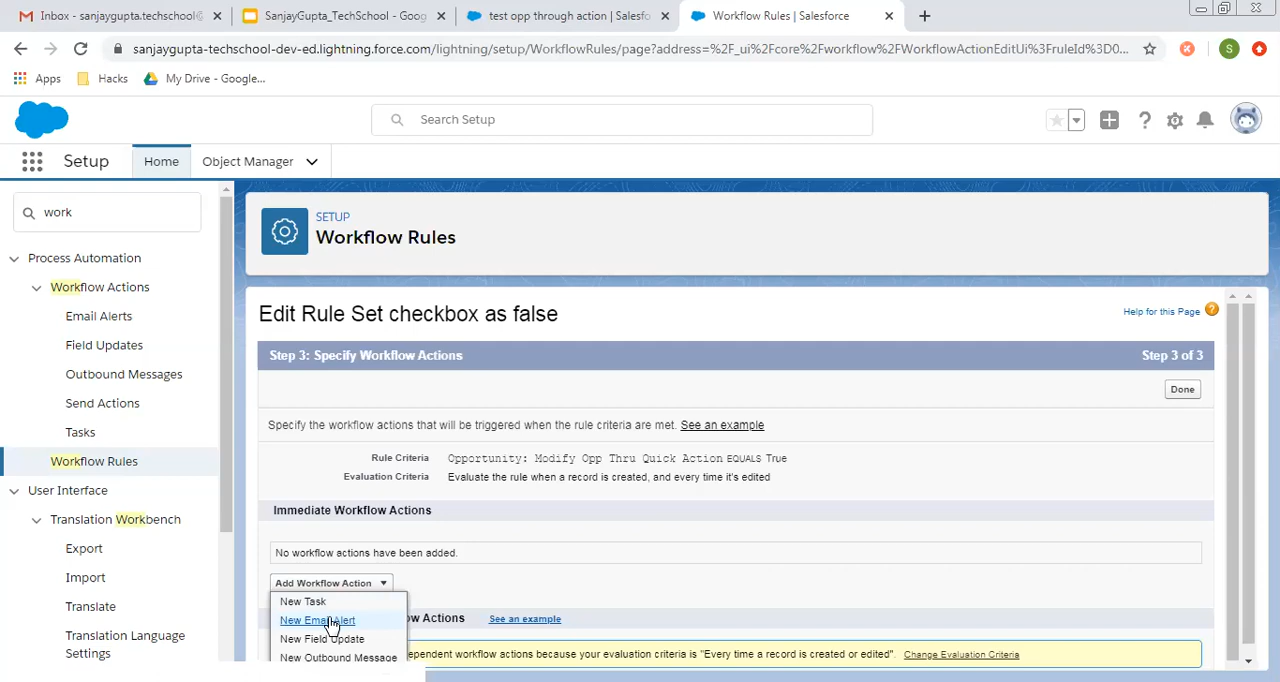 Inbox - sanjaygupta.techschool@
SanjayGupta_TechSchool - Goog
test opp through action | Salesfo
Workflow Rules | Salesforce
sanjaygupta-techschool-dev-ed.lightning.force.com/lightning/setup/WorkflowRules/page?address=%2F_ui%2Fcore%2Fworkflow%2FWorkflowActionEditUi%3FruleId%3D0...
S
Apps
Hacks
My Drive - Google...
Search Setup
Setup
Home
Object Manager
work
Process Automation
Workflow Actions
Email Alerts
Field Updates
Outbound Messages
Send Actions
Tasks
Workflow Rules
User Interface
Translation Workbench
Export
Import
Translate
Translation Language
Settings
SETUP
Workflow Rules
Edit Rule Set checkbox as false
Help for this Page ?
Step 3: Specify Workflow Actions
Step 3 of 3
Done
Specify the workflow actions that will be triggered when the rule criteria are met. See an example
Rule Criteria Opportunity: Modify Opp Thru Quick Action EQUALS True
Evaluation Criteria Evaluate the rule when a record is created, and every time it's edited
Immediate Workflow Actions
No workflow actions have been added.
Add Workflow Action
New Task
New Email Alert
New Field Update
New Outbound Message
ow Actions See an example
ependent workflow actions because your evaluation criteria is "Every time a record is created or edited". Change Evaluation Criteria